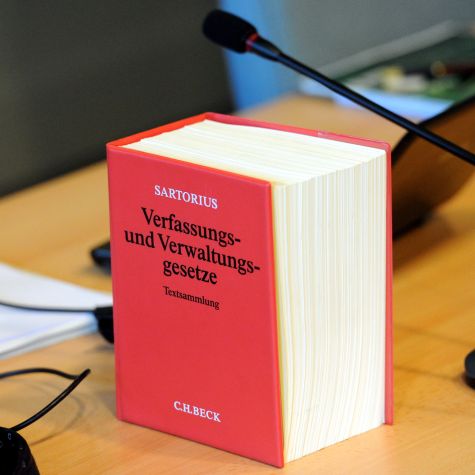 SARTORIUS
Verfassungs-
und Verwaltungs-
gesetze
Textsammlung
C.H.BECK